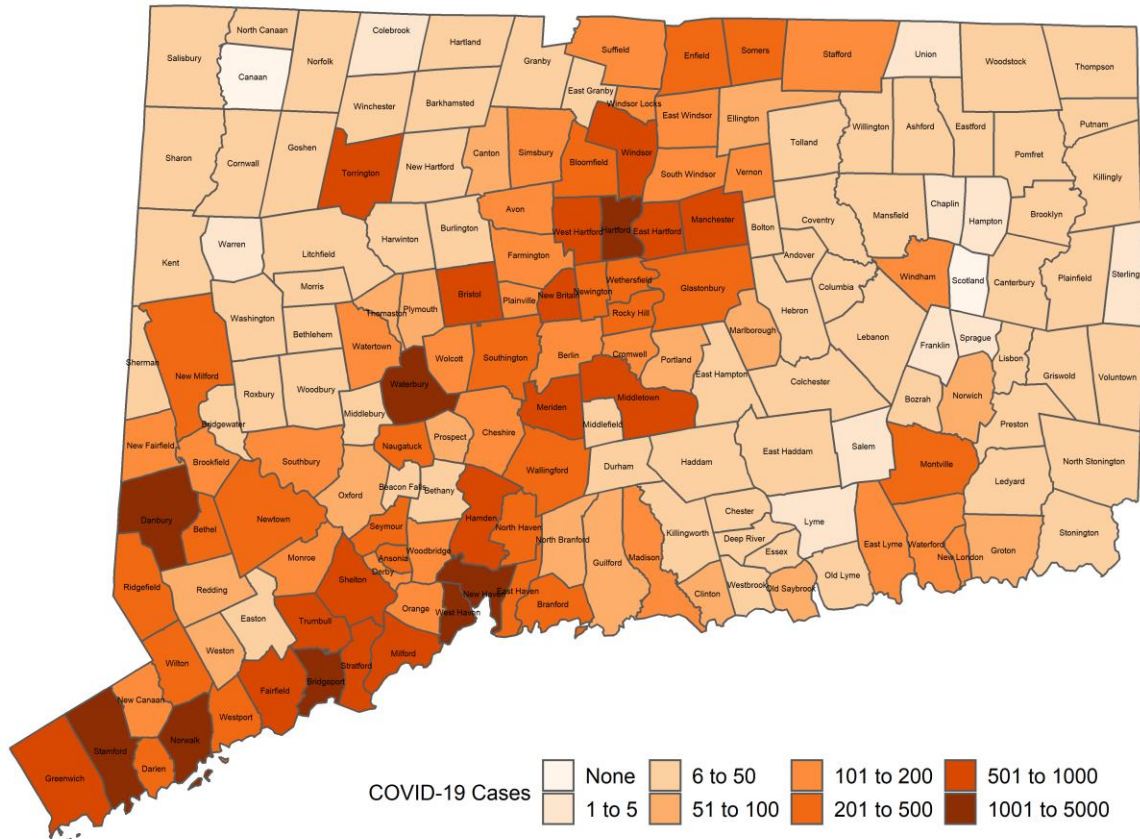 North Canaan
Colebrook
Hartland
Suffield
Enfield
Somers
Stafford
Union
Woodstock
Thompson
Salisbury
Canaan
Norfolk
Granby
East Granby
Winchester
Barkhamsted
Windsor Locks
East Windsor
Ellington
Willington
Ashford
Eastford
Putnam
Sharon
Cornwall
Goshen
Torrington
New Hartford
Canton
Simsbury
Bloomfield
Windsor
South Windsor
Vernon
Tolland
Pomfret
Killingly
Kent
Warren
Litchfield
Harwinton
Burlington
Avon
West Hartford
Hartford
East Hartford
Manchester
Bolton
Coventry
Mansfield
Chaplin
Hampton
Brooklyn
Farmington
Andover
Morris
Thomaston
Plymouth
Bristol
Plainville
New Britain
Newington
Wethersfield
Glastonbury
Columbia
Windham
Scotland
Canterbury
Plainfield
Sterling
Washington
Bethlehem
Watertown
Rocky Hill
Hebron
Marlborough
Lebanon
Franklin
Sprague
Lisbon
Griswold
Voluntown
Sherman
New Milford
Roxbury
Woodbury
Waterbury
Wolcott
Southington
Berlin
Cromwell
Portland
East Hampton
Colchester
Bozrah
Norwich
Preston
Bridgewater
Middlebury
Meriden
Middletown
Middlefield
New Fairfield
Brookfield
Southbury
Naugatuck
Prospect
Cheshire
Wallingford
Durham
Haddam
East Haddam
Salem
Montville
North Stonington
Ledyard
Danbury
Bethel
Newtown
Oxford
Beacon Falls
Bethany
Hamden
North Haven
North Branford
Guilford
Madison
Killingworth
Chester
Deep River
Essex
Lyme
East Lyme
Waterford
New London
Groton
Stonington
Ridgefield
Redding
Monroe
Seymour
Ansonia
Derby
Woodbridge
Shelton
Orange
New Haven
West Haven
East Haven
Branford
Clinton
Westbrook
Old Saybrook
Old Lyme
Easton
Weston
Wilton
Trumbull
Stratford
Milford
Bridgeport
Fairfield
New Canaan
Westport
Norwalk
Darien
Stamford
Greenwich
COVID-19 Cases
None
1 to 5
6 to 50
51 to 100
101 to 200
201 to 500
501 to 1000
1001 to 5000